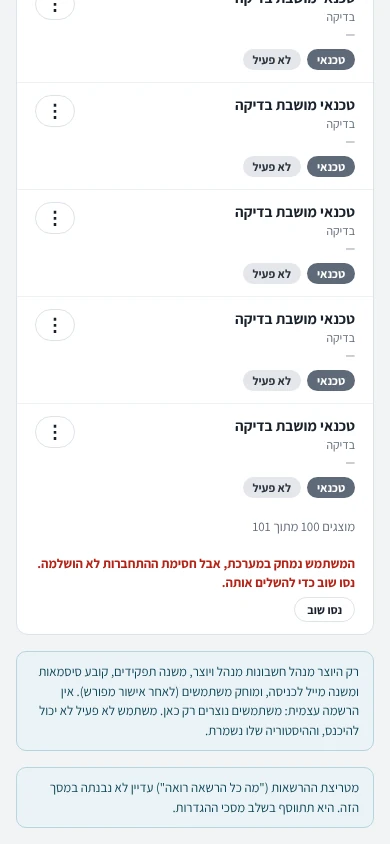 טכנאי מושבת בדיקה
בדיקה
—
טכנאי לא פעיל
טכנאי מושבת בדיקה
בדיקה
—
טכנאי לא פעיל
טכנאי מושבת בדיקה
בדיקה
—
טכנאי לא פעיל
טכנאי מושבת בדיקה
בדיקה
—
טכנאי לא פעיל
טכנאי מושבת בדיקה
בדיקה
—
טכנאי לא פעיל
מוצגים 100 מתוך 101
המשתמש נמחק במערכת, אבל חסימת ההתחברות לא הושלמה.
נסו שוב כדי להשלים אותה.
נסו שוב
רק היוצר מנהל חשבונות מנהל ויוצר, משנה תפקידים, קובע סיסמאות
ומשנה מייל לכניסה, ומוחק משתמשים (לאחר אישור מפורש). אין
הרשמה עצמית: משתמשים נוצרים רק כאן. משתמש לא פעיל לא יכול
להיכנס, וההיסטוריה שלו נשמרת.
מטריצת ההרשאות ("מה כל הרשאה רואה") עדיין לא נבנתה במסך
הזה. היא תתווסף בשלב מסכי ההגדרות.